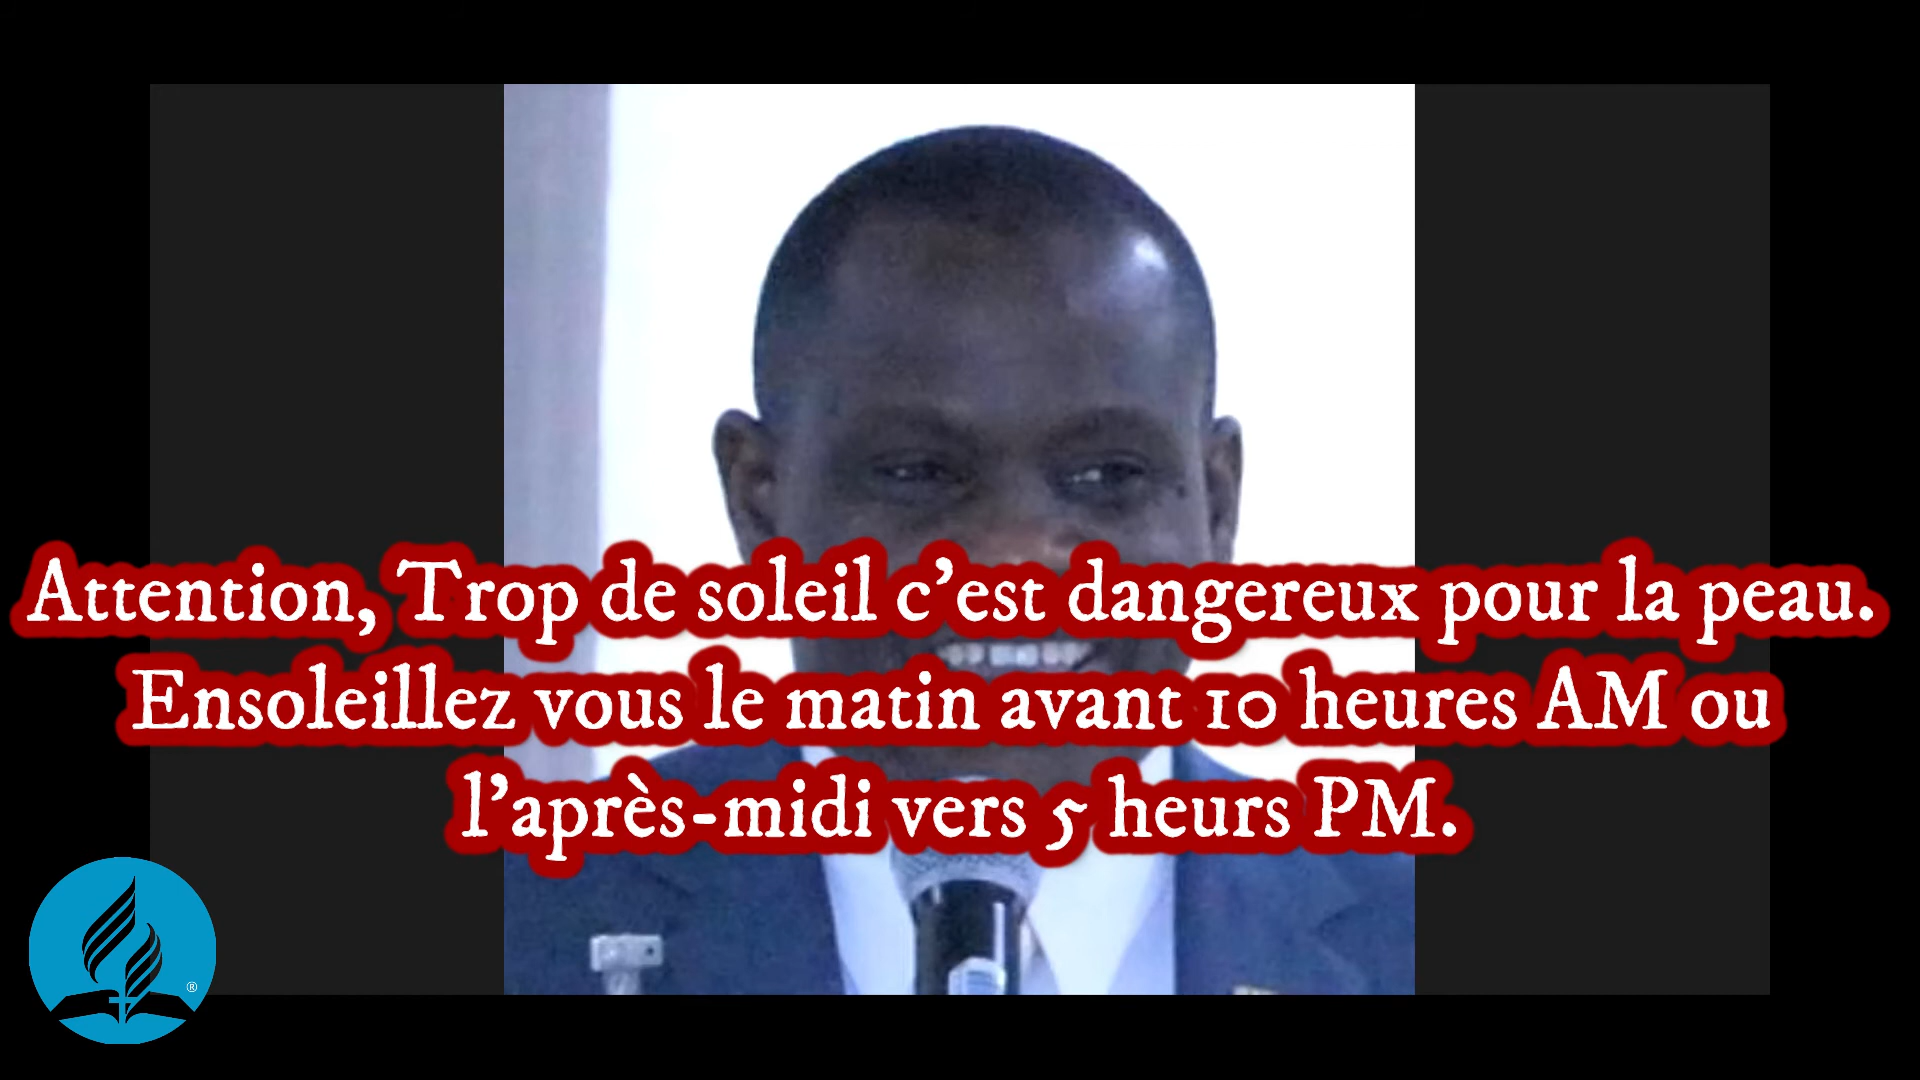 Attention, Trop de soleil c'est dangereux pour la peau.
Ensoleillez vous le matin avant 10 heures AM ou
l'après-midi vers 5 heurs PM.
®